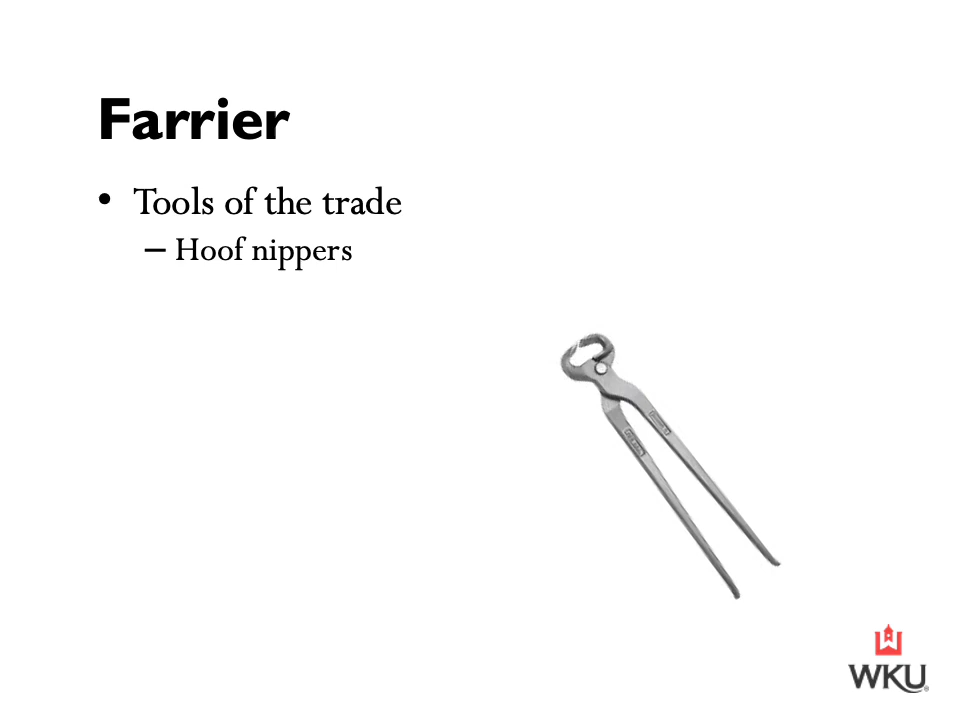 Farrier
• Tools of the trade
– Hoof nippers
WKU®